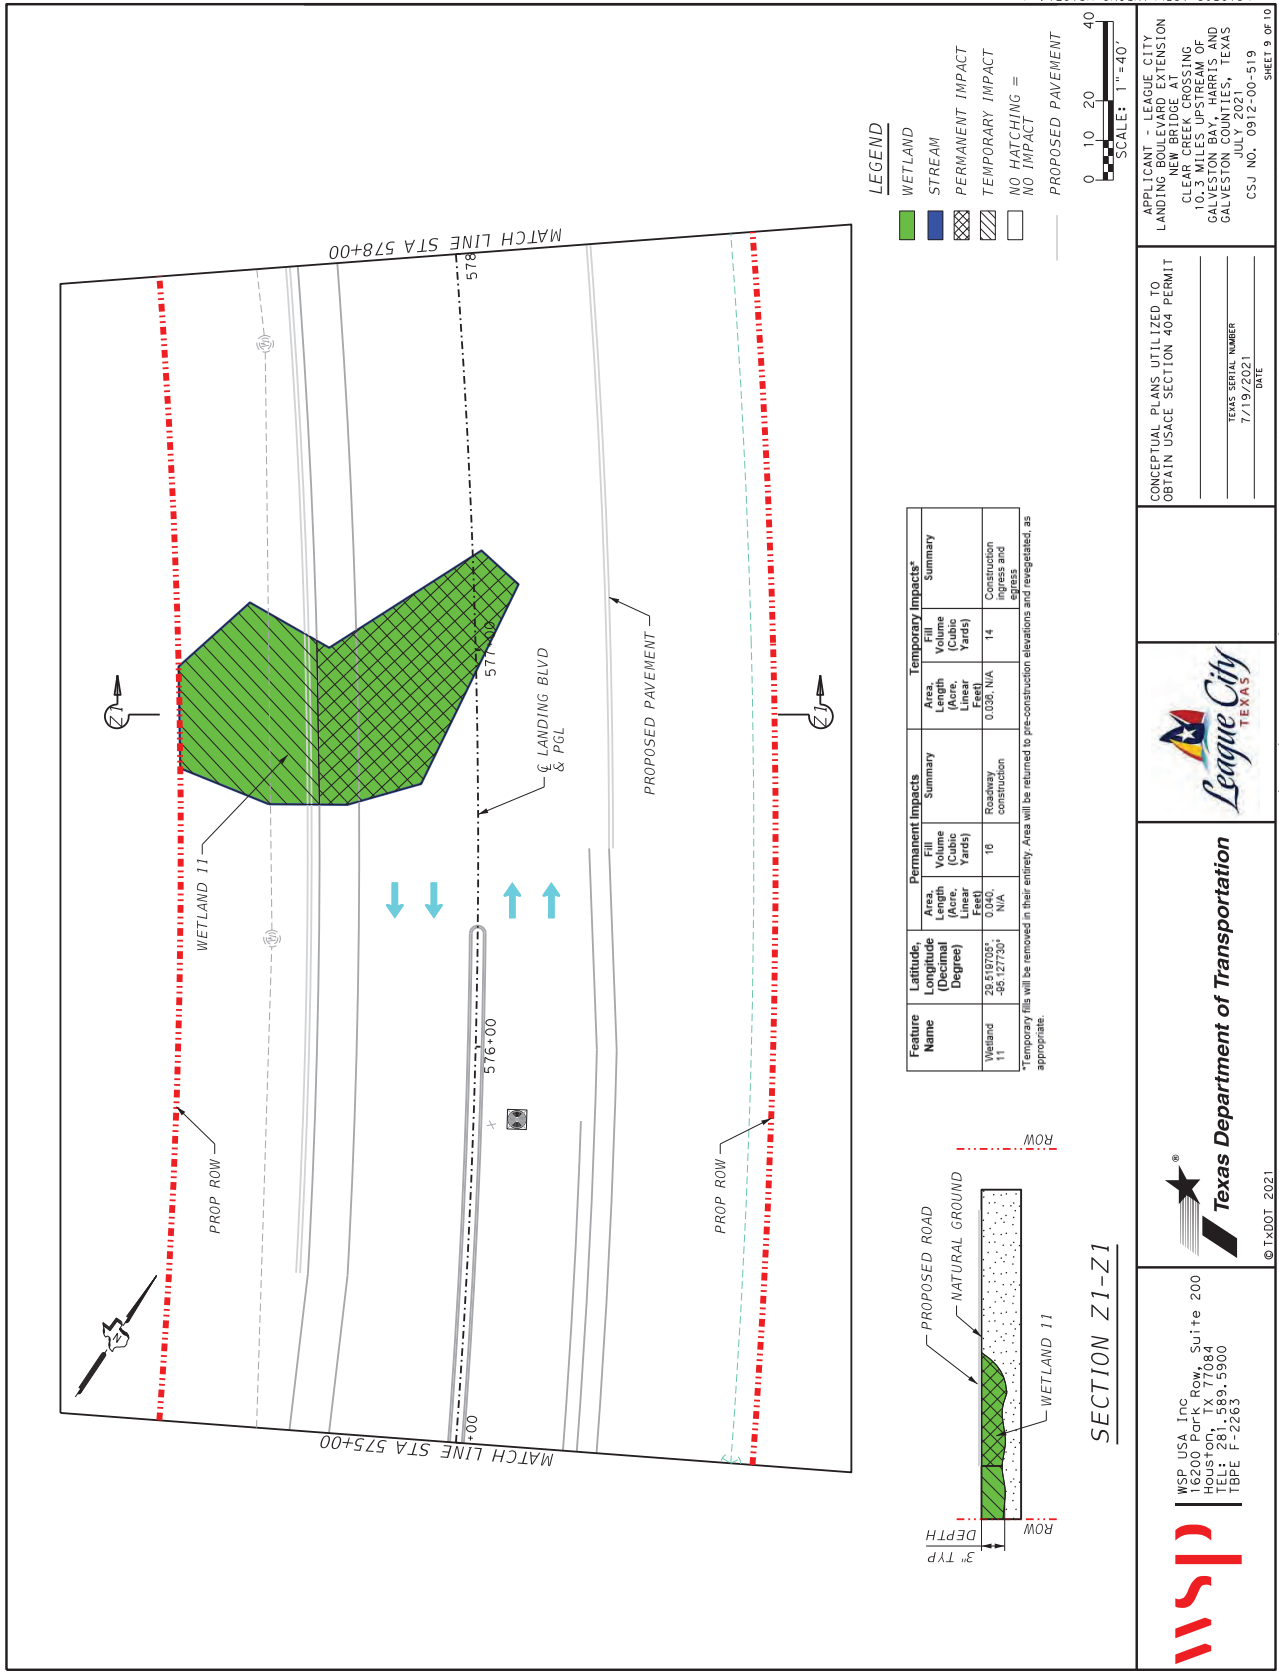 MATCH LINE STA 575+00
MATCH LINE STA 578+00
PROP ROW
WETLAND 11
Z1
Z1
N
+00
576+00
577+00
578
℄ LANDING BLVD
& PGL
PROPOSED PAVEMENT
PROP ROW
LEGEND
WETLAND
STREAM
PERMANENT IMPACT
TEMPORARY IMPACT
NO HATCHING =
NO IMPACT
PROPOSED PAVEMENT
0 10 20 40
SCALE: 1"=40'
Feature Name
Latitude, Longitude (Decimal Degree)
Permanent Impacts
Temporary Impacts*
Area, Length (Acre, Linear Feet)
Fill Volume (Cubic Yards)
Summary
Area, Length (Acre, Linear Feet)
Fill Volume (Cubic Yards)
Summary
Wetland 11
29.519705°, -95.127730°
0.040, N/A
16
Roadway construction
0.036, N/A
14
Construction ingress and egress
*Temporary fills will be removed in their entirety. Area will be returned to pre-construction elevations and revegetated, as
appropriate.
3" TYP
DEPTH
ROW
PROPOSED ROAD
NATURAL GROUND
WETLAND 11
ROW
SECTION Z1-Z1
wsp
WSP USA Inc
16200 Park Row, Suite 200
Houston, TX 77084
TEL: 281.589.5900
TBPE F-2263
®
Texas Department of Transportation
© TxDOT 2021
League City
TEXAS
CONCEPTUAL PLANS UTILIZED TO
OBTAIN USACE SECTION 404 PERMIT
TEXAS SERIAL NUMBER
7/19/2021
DATE
APPLICANT - LEAGUE CITY
LANDING BOULEVARD EXTENSION
NEW BRIDGE AT
CLEAR CREEK CROSSING
10.3 MILES UPSTREAM OF
GALVESTON BAY, HARRIS AND
GALVESTON COUNTIES, TEXAS
JULY 2021
CSJ NO. 0912-00-519
SHEET 9 OF 10